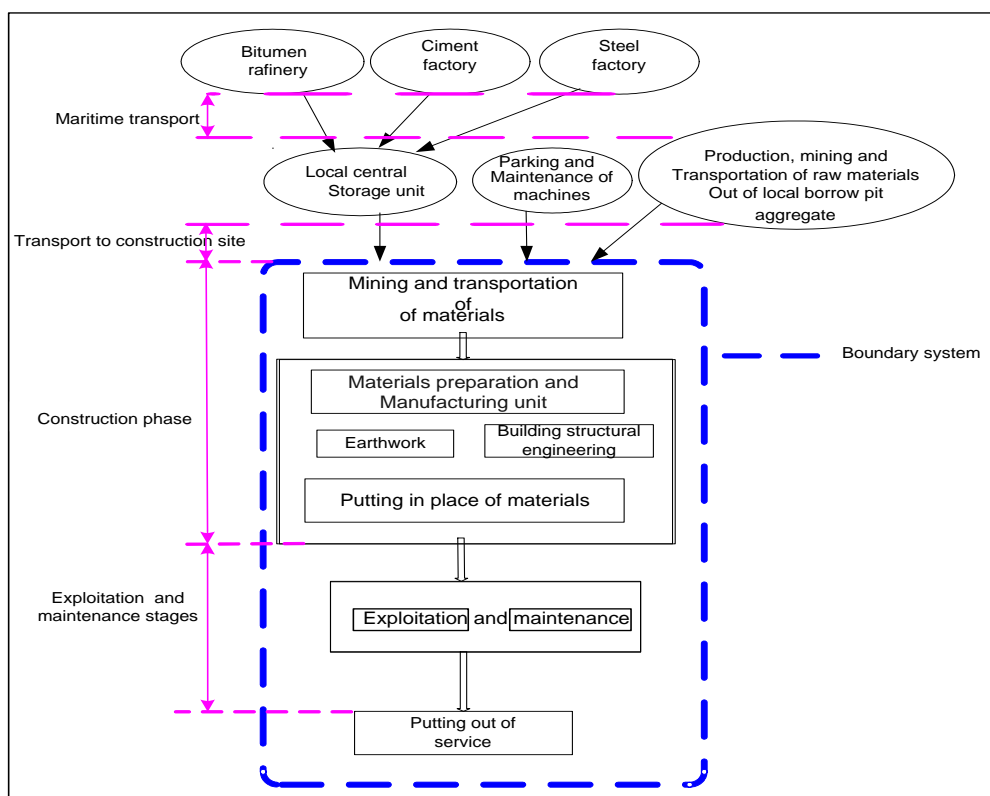 Bitumen
rafinery
Ciment
factory
Steel
factory
Maritime transport
Local central
Storage unit
Parking and
Maintenance of
machines
Production, mining and
Transportation of raw materials
Out of local borrow pit
aggregate
Transport to construction site
Mining and transportation
of
of materials
Boundary system
Materials preparation and
Manufacturing unit
Construction phase
Earthwork
Building structural
engineering
Putting in place of materials
Exploitation and
maintenance stages
Exploitation and maintenance
Putting out of
service